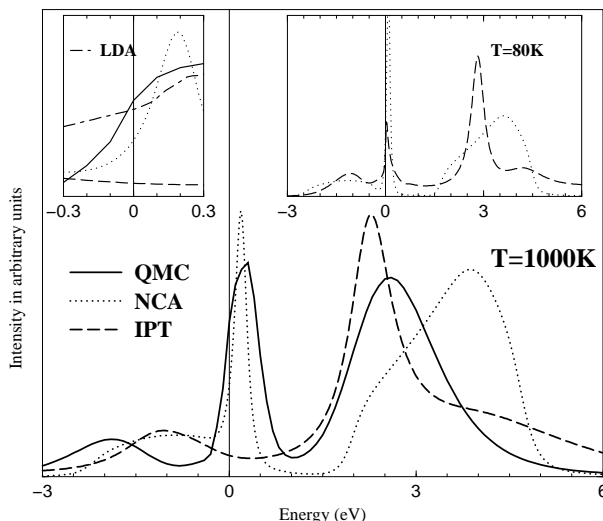 LDA
T=80K
-0.3 0 0.3
-3 0 3 6
T=1000K
QMC
NCA
IPT
Intensity in arbitrary units
-3 0 3 6
Energy (eV)